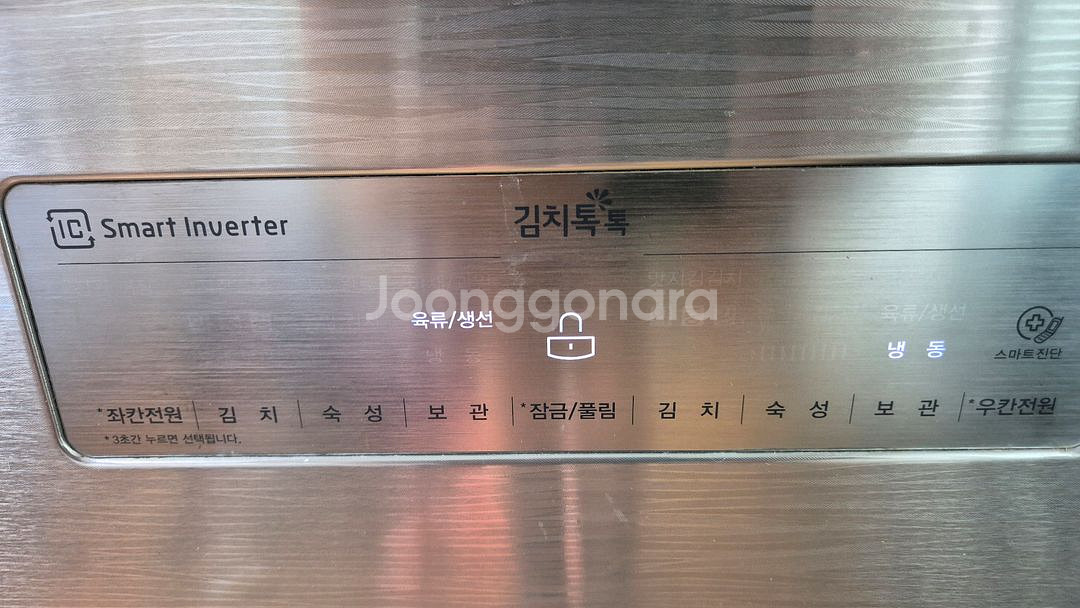 IC Smart Inverter
김치톡톡
Joonggonara
육류/생선
육류/생선
냉 동
냉 동
스마트진단
*좌칸전원 김 치 숙 성 보 관 *잠금/풀림 김 치 숙 성 보 관 *우칸전원
* 3초간 누르면 선택됩니다.